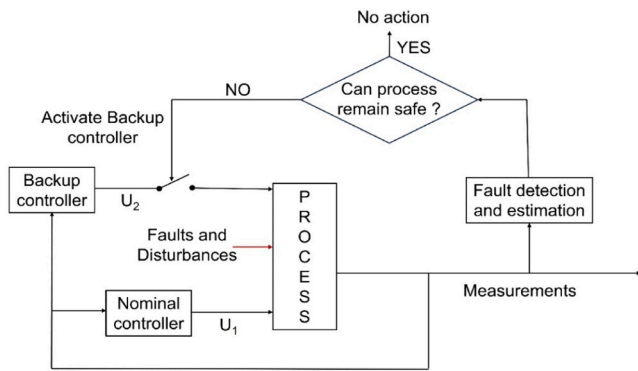 No action
YES
NO
Can process
remain safe ?
Activate Backup
controller
Backup
controller
U₂
Fault detection
and estimation
Faults and
Disturbances
PROCESS
Measurements
Nominal
controller
U₁